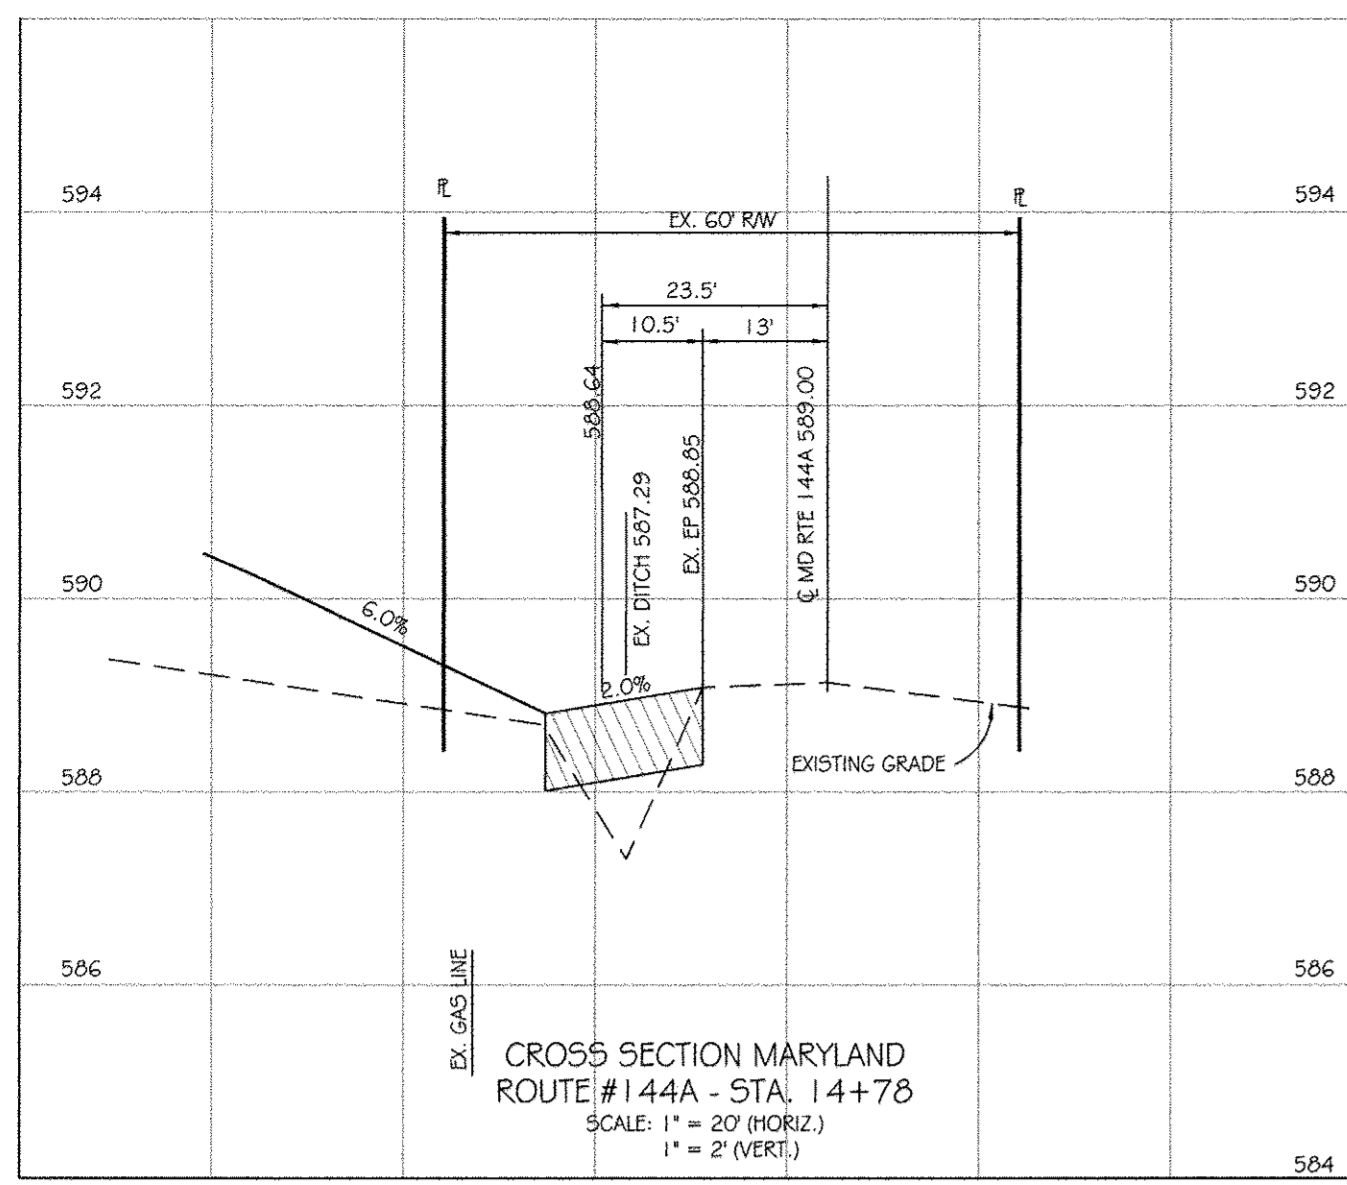 594
594
℄ 
EX. 60' R/W
23.5'
10.5'
13'
592
592
588.64
EX. DITCH 587.29
EX. EP 588.85
℄ MD RTE 144A 589.00
590
590
6.0%
2.0%
EXISTING GRADE
588
588
586
586
EX. GAS LINE
CROSS SECTION MARYLAND
ROUTE #144A - STA. 14+78
SCALE: 1" = 20' (HORIZ.)
1" = 2' (VERT.)
584